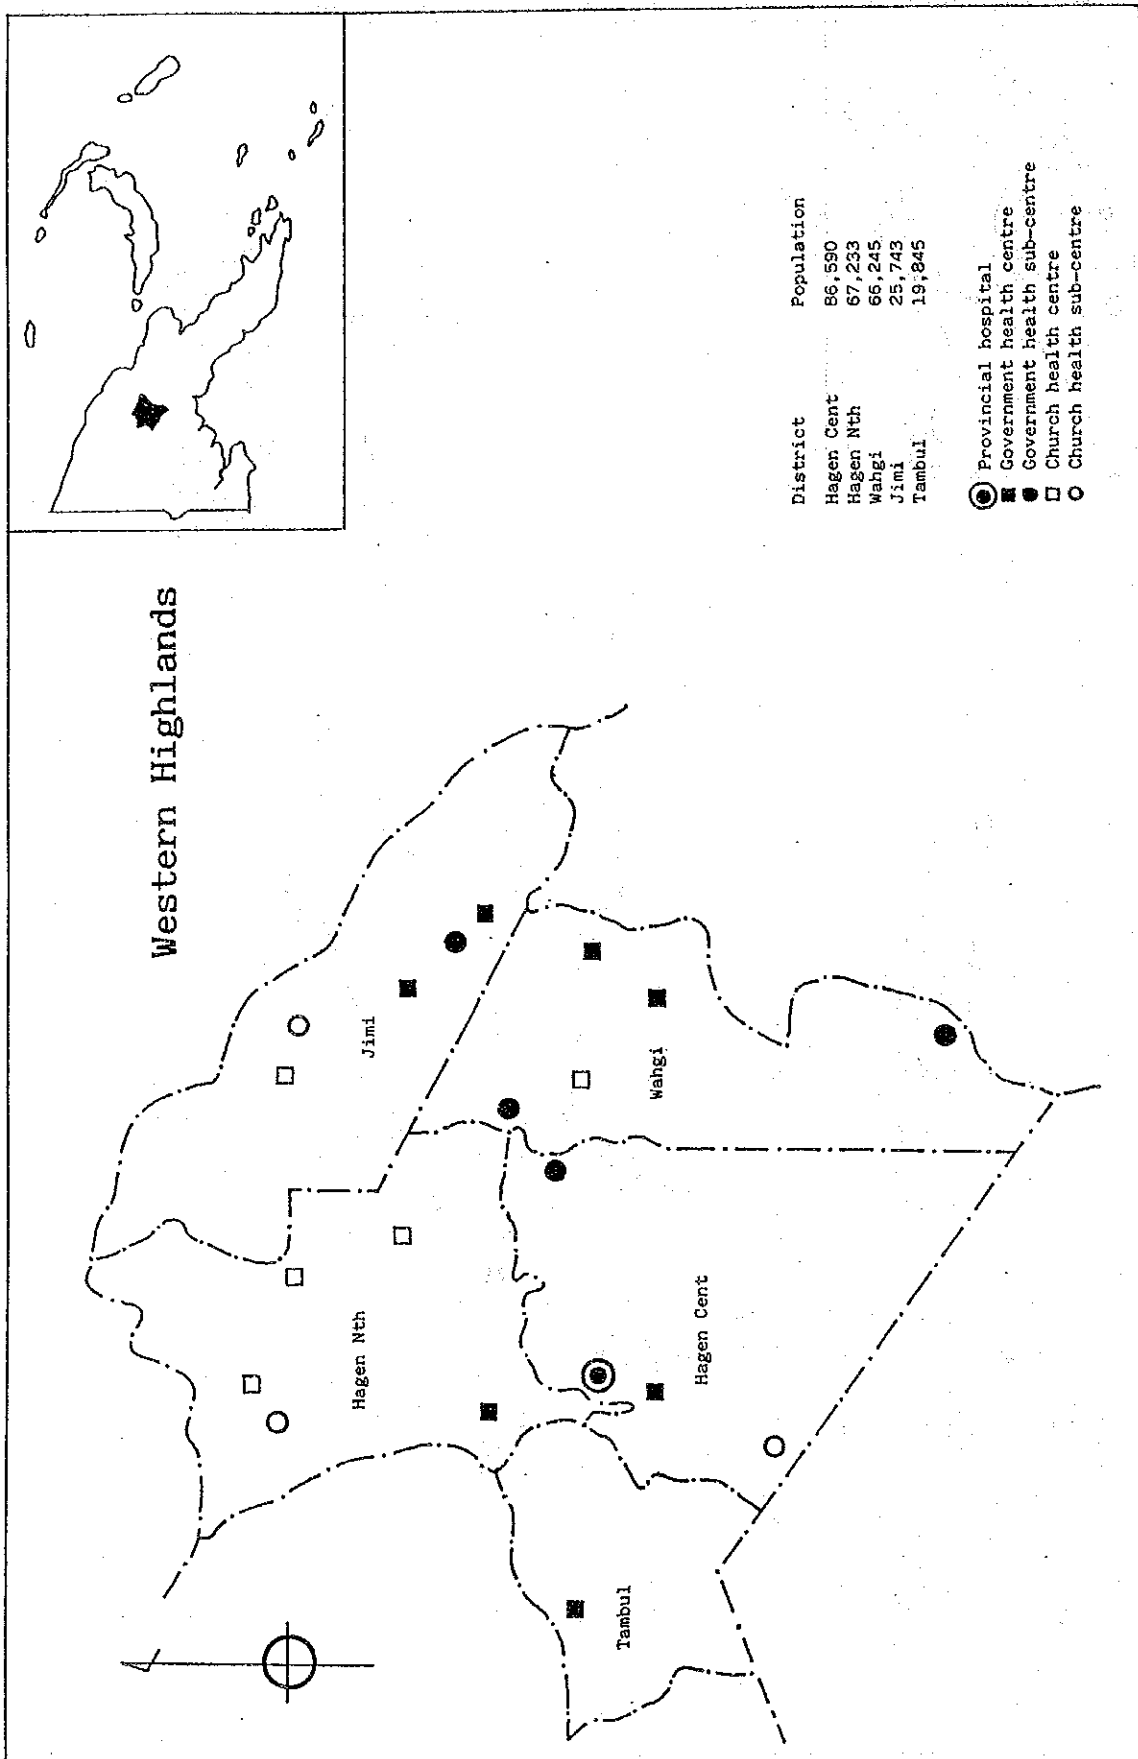 Western Highlands
Jimi
Hagen Nth
Wahgi
Hagen Cent
Tambul
District Population
Hagen Cent 86,590
Hagen Nth 67,233
Wahgi 66,245
Jimi 25,743
Tambul 19,845
Provincial hospital
Government health centre
Government health sub-centre
Church health centre
Church health sub-centre